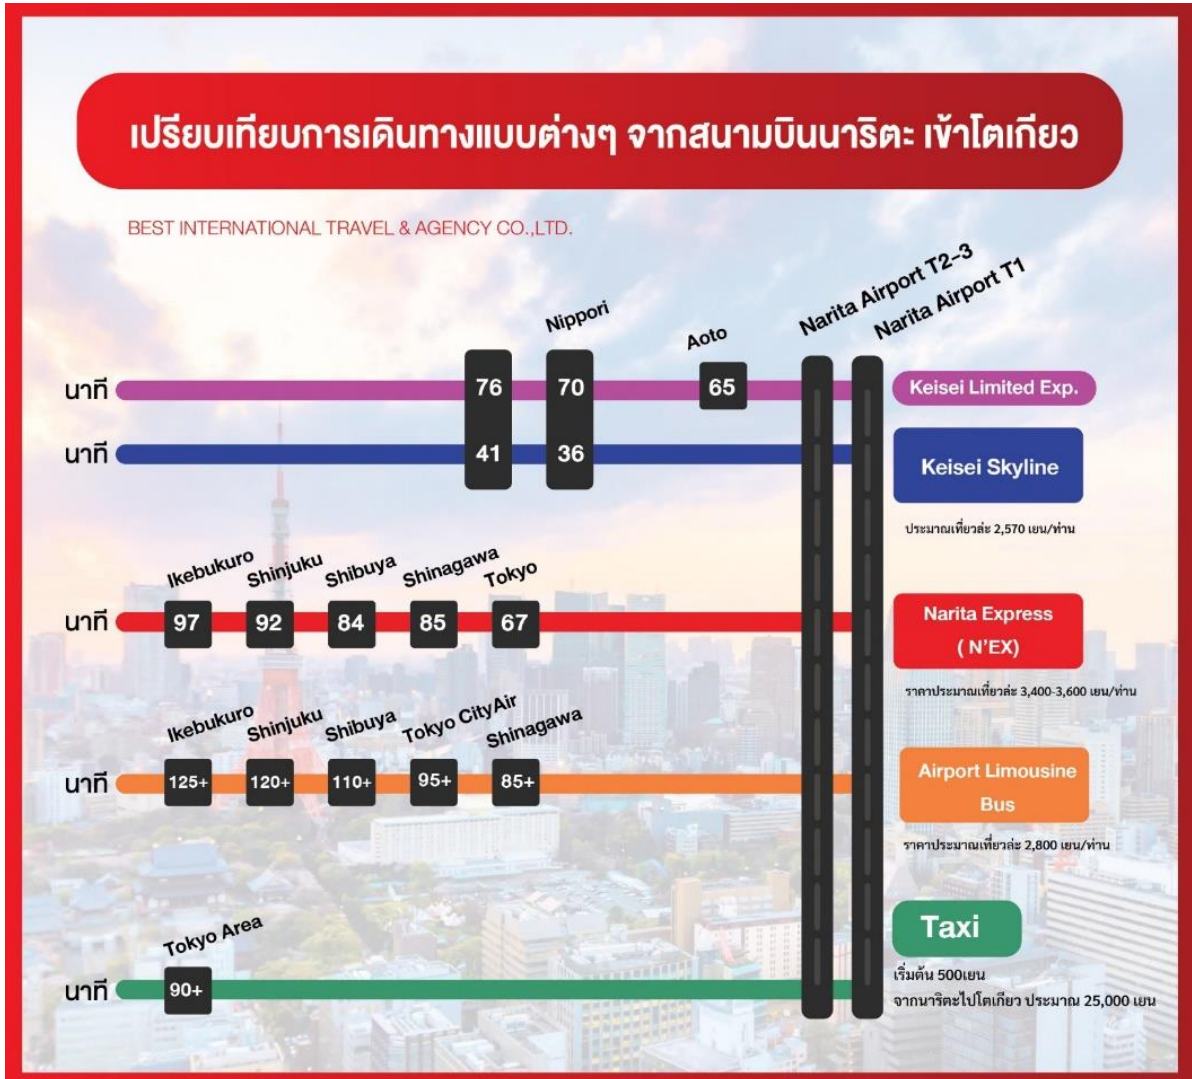 เปรียบเทียบการเดินทางแบบต่างๆ จากสนามบินนาริตะ เข้าโตเกียว
BEST INTERNATIONAL TRAVEL & AGENCY CO.,LTD.
Narita Airport T2-3
Narita Airport T1
Nippori
Aoto
นาที 76 70 65 Keisei Limited Exp.
นาที 41 36 Keisei Skyline
ประมาณเที่ยวล่ะ 2,570 เยน/ท่าน
Ikebukuro Shinjuku Shibuya Shinagawa Tokyo
นาที 97 92 84 85 67
Narita Express
( N'EX)
ราคาประมาณเที่ยวล่ะ 3,400-3,600 เยน/ท่าน
Ikebukuro Shinjuku Shibuya Tokyo CityAir Shinagawa
นาที 125+ 120+ 110+ 95+ 85+
Airport Limousine
Bus
ราคาประมาณเที่ยวล่ะ 2,800 เยน/ท่าน
Tokyo Area
นาที 90+
Taxi
เริ่มต้น 500เยน
จากนาริตะไปโตเกียว ประมาณ 25,000 เยน